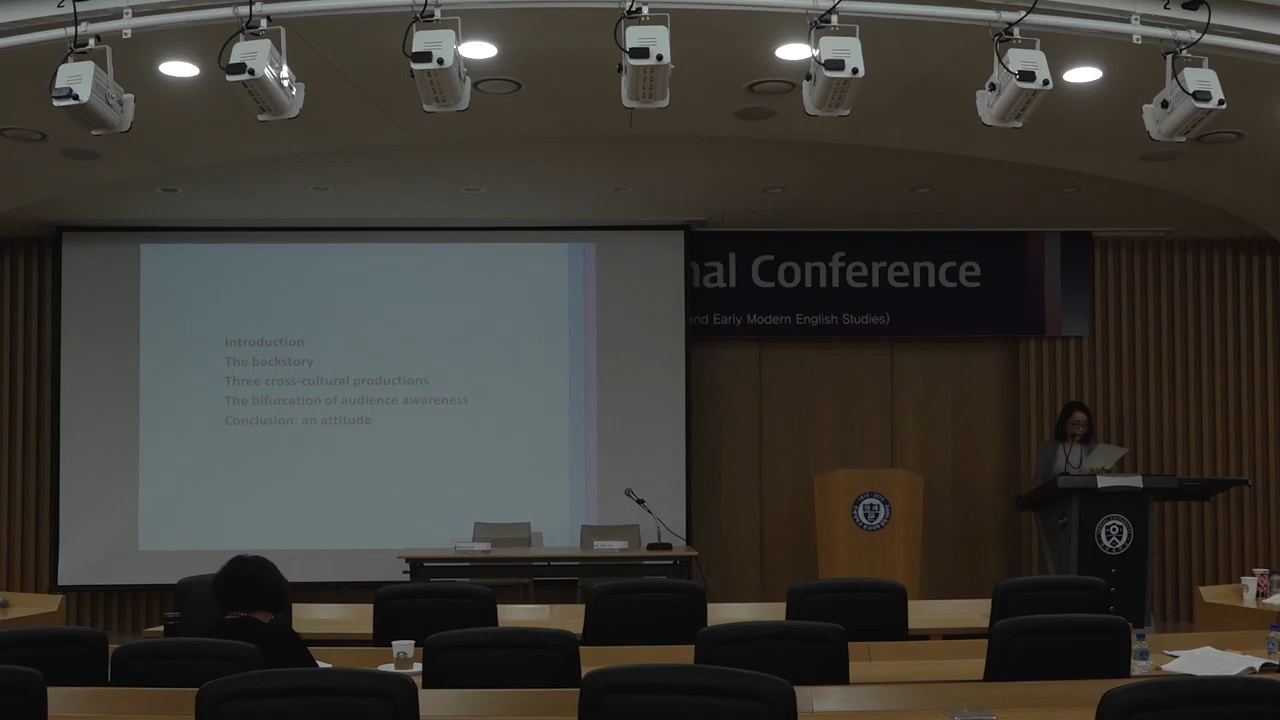 Introduction
The backstory
Three cross-cultural productions
The bifurcation of audience awareness
Conclusion: an attitude
nal Conference
nd Early Modern English Studies)